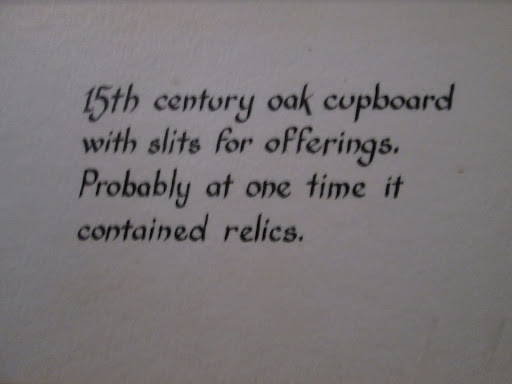 15th century oak cupboard
with slits for offerings.
Probably at one time it
contained relics.